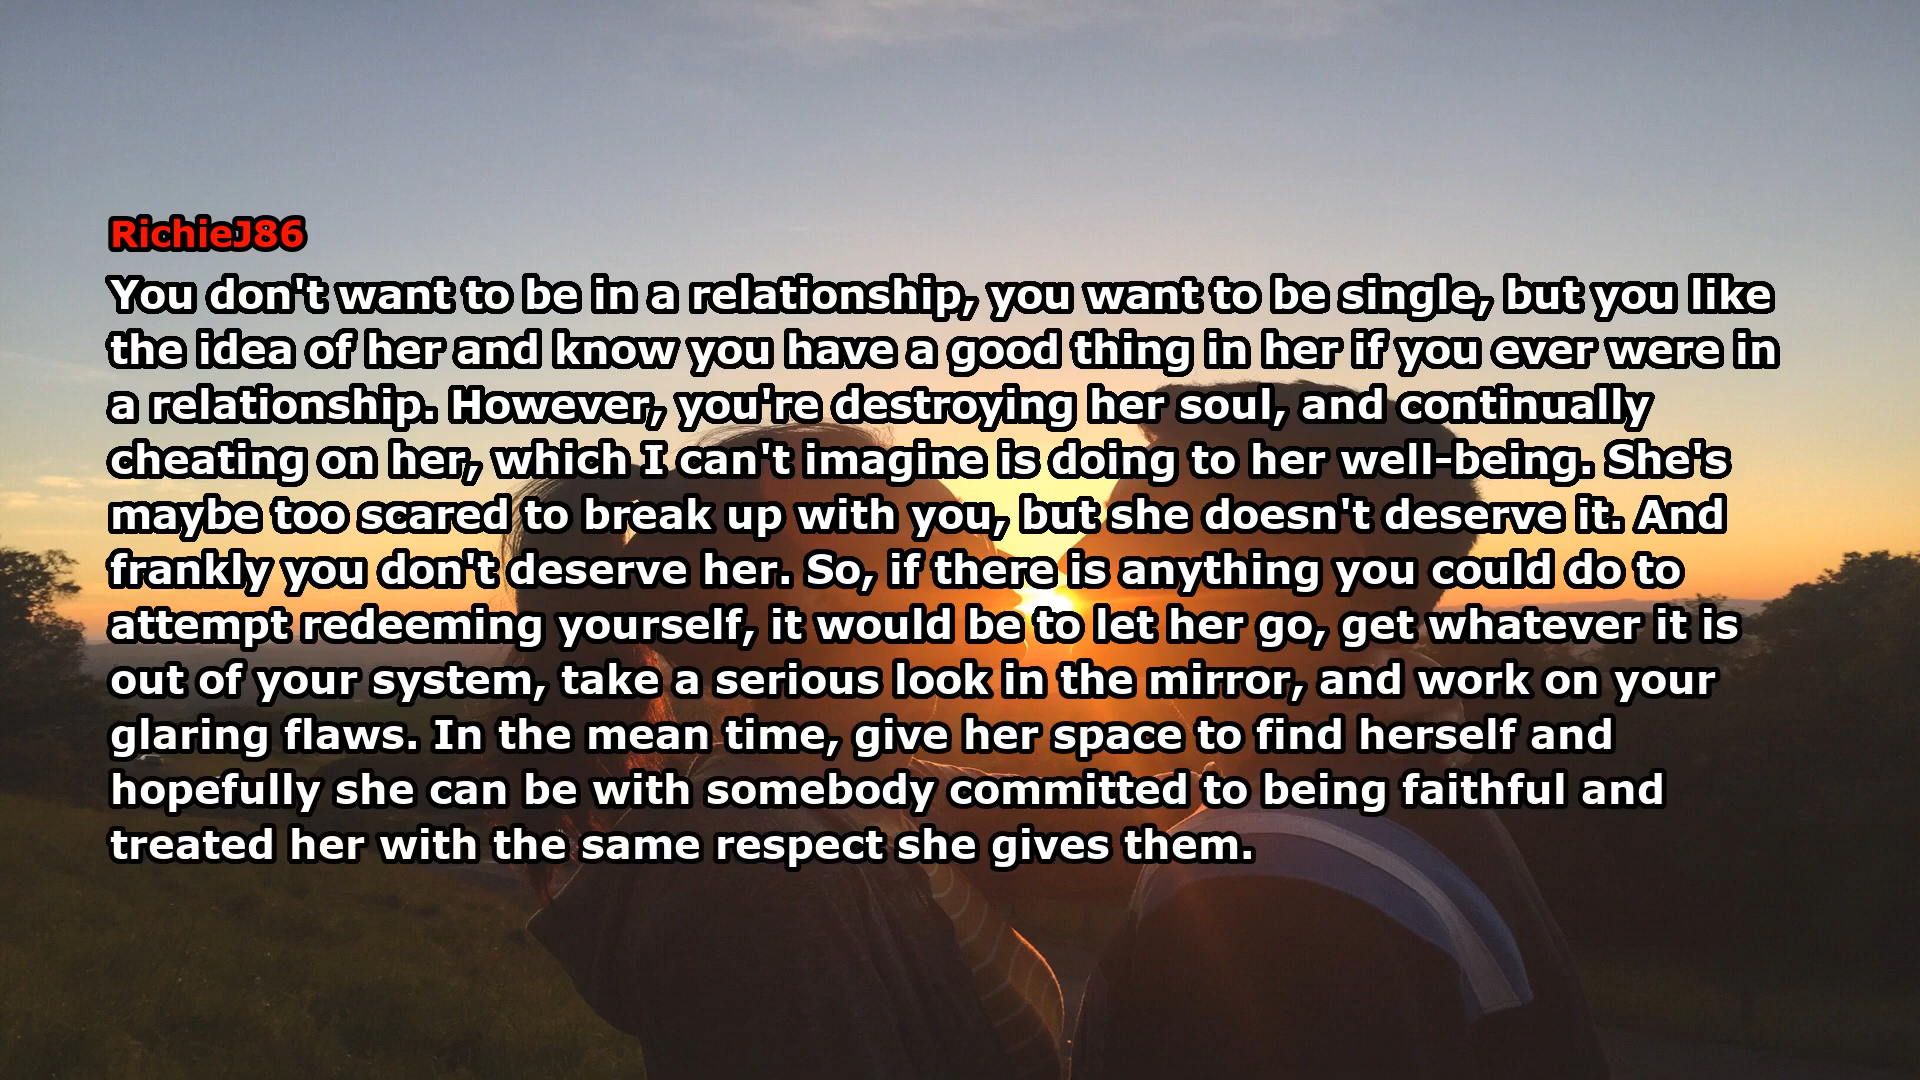 RichieJ86
You don't want to be in a relationship, you want to be single, but you like
the idea of her and know you have a good thing in her if you ever were in
a relationship. However, you're destroying her soul, and continually
cheating on her, which I can't imagine is doing to her well-being. She's
maybe too scared to break up with you, but she doesn't deserve it. And
frankly you don't deserve her. So, if there is anything you could do to
attempt redeeming yourself, it would be to let her go, get whatever it is
out of your system, take a serious look in the mirror, and work on your
glaring flaws. In the mean time, give her space to find herself and
hopefully she can be with somebody committed to being faithful and
treated her with the same respect she gives them.